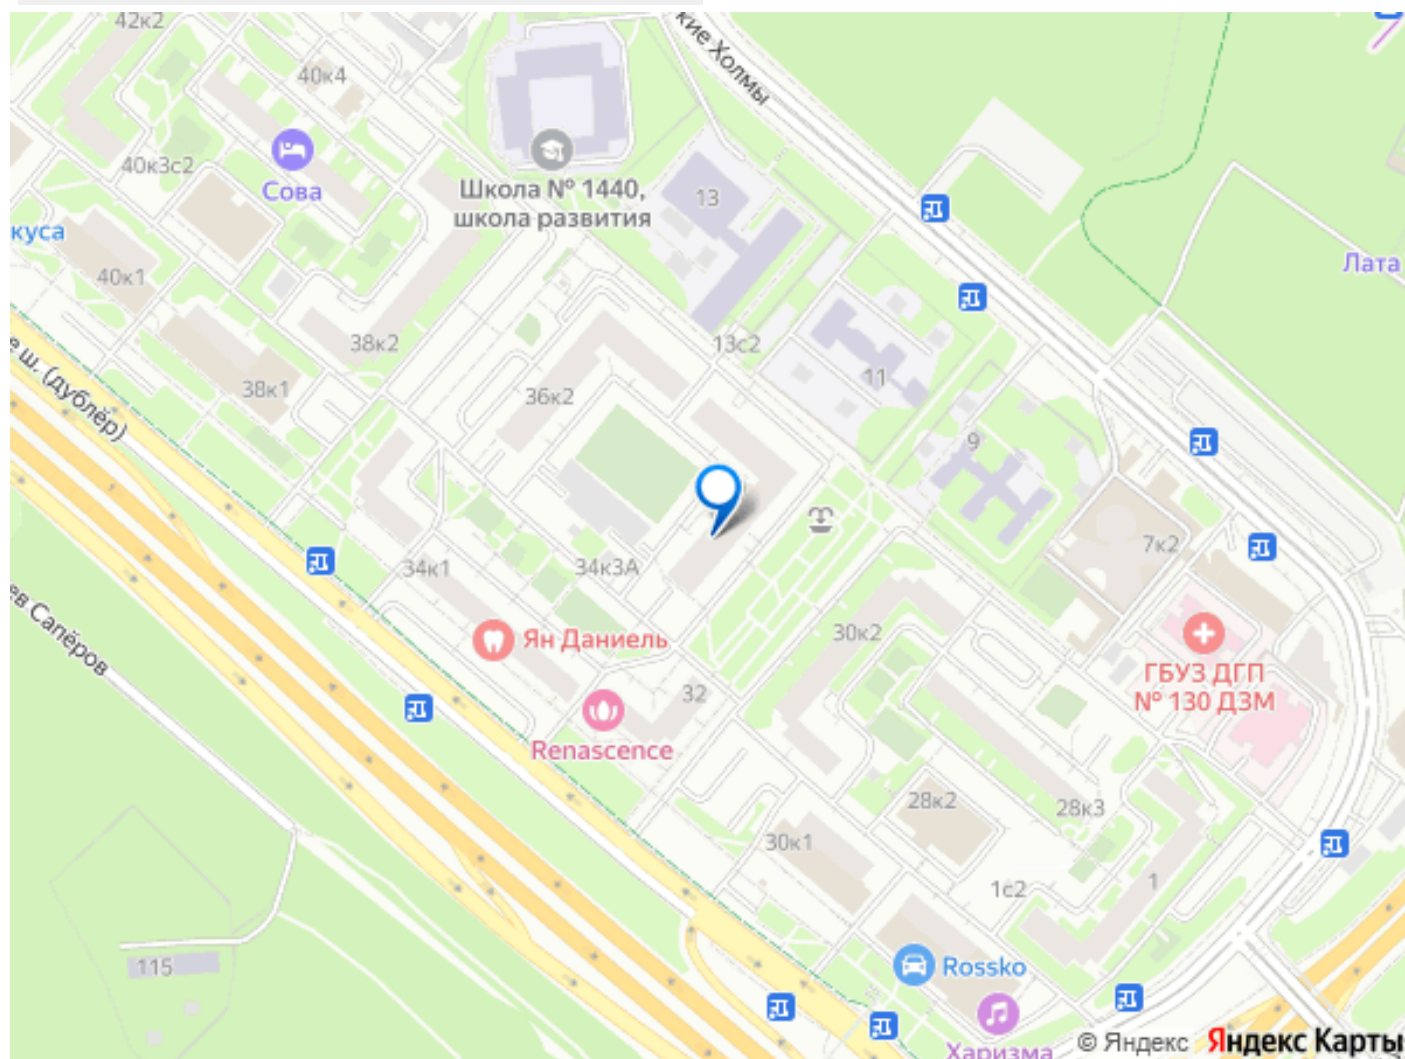 42к2
кие Холмы
40к4
40к3с2
Сова
Школа № 1440,
школа развития
13
куса
40к1
Лата
38к2
13с2
11
38к1
36к2
е ш. (дублёр)
9
7к2
34к1
34к3А
ев Сапёров
Ян Даниель
30к2
ГБУЗ ДГП
№ 130 ДЗМ
32
Renascence
28к2
28к3
30к1
1с2
1
115
Rossko
Харизма
© Яндекс Яндекс Карты